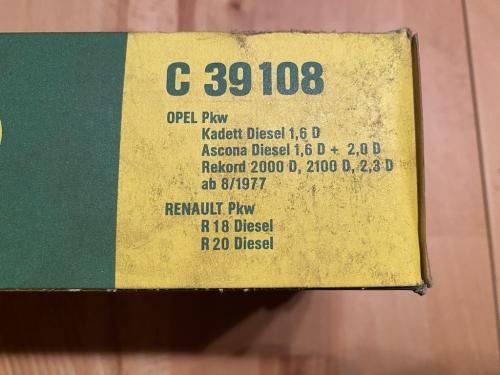 C 39108
OPEL Pkw
Kadett Diesel 1,6 D
Ascona Diesel 1,6 D + 2,0 D
Rekord 2000 D, 2100 D, 2,3 D
ab 8/1977
RENAULT Pkw
R 18 Diesel
R 20 Diesel